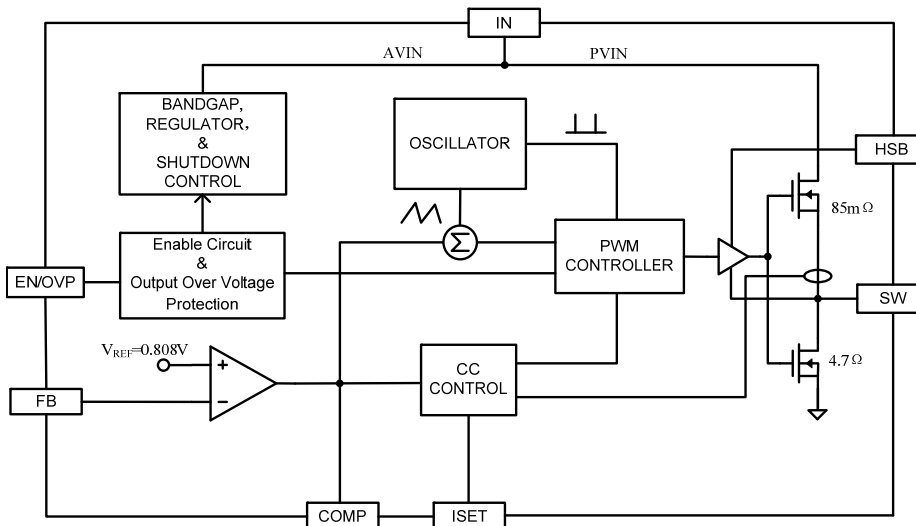 IN
AVIN
PVIN
BANDGAP,
REGULATOR,
&
SHUTDOWN
CONTROL
OSCILLATOR
HSB
85mΩ
Enable Circuit
&
Output Over Voltage
Protection
Σ
PWM
CONTROLLER
EN/OVP
SW
VREF=0.808V
+
−
CC
CONTROL
4.7Ω
FB
COMP
ISET